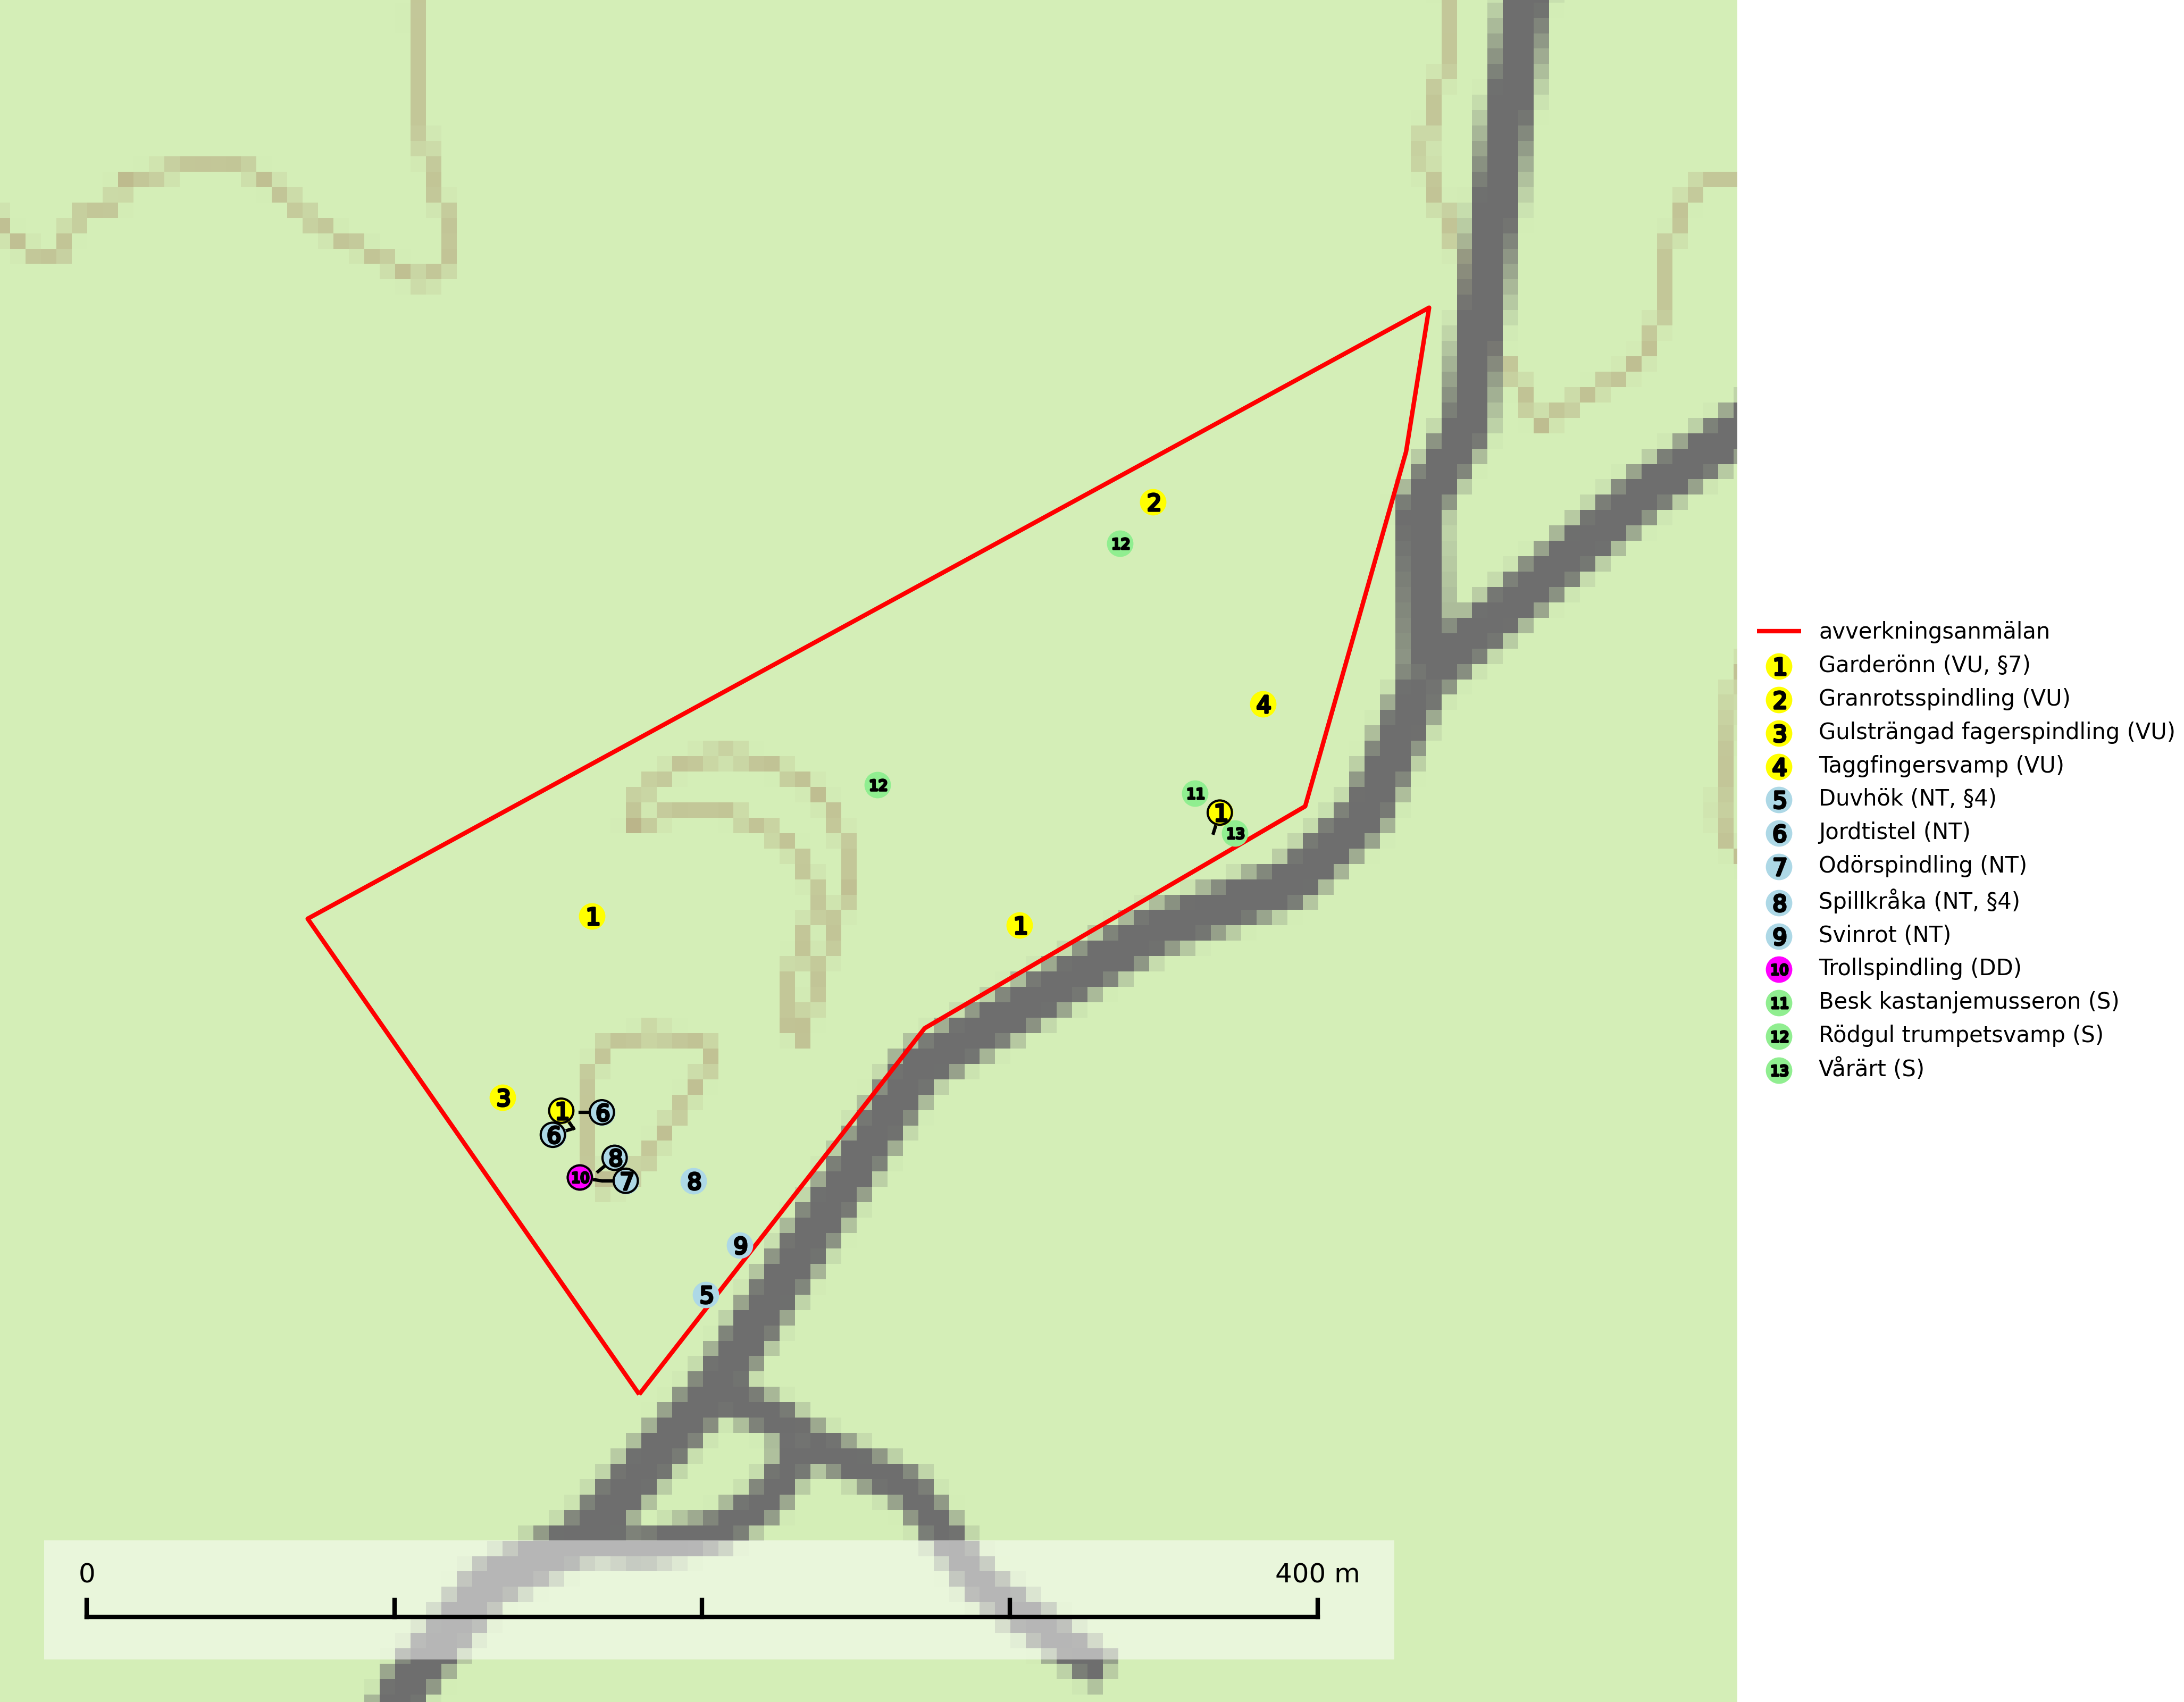 2
12
4
12
11
1
13
1
1
3
1
6
6
8
10
7
8
9
5
0
400 m
avverkningsanmälan
1 Garderönn (VU, §7)
2 Granrotsspindling (VU)
3 Gulsträngad fagerspindling (VU)
4 Taggfingersvamp (VU)
5 Duvhök (NT, §4)
6 Jordtistel (NT)
7 Odörspindling (NT)
8 Spillkråka (NT, §4)
9 Svinrot (NT)
10 Trollspindling (DD)
11 Besk kastanjemusseron (S)
12 Rödgul trumpetsvamp (S)
13 Vårärt (S)